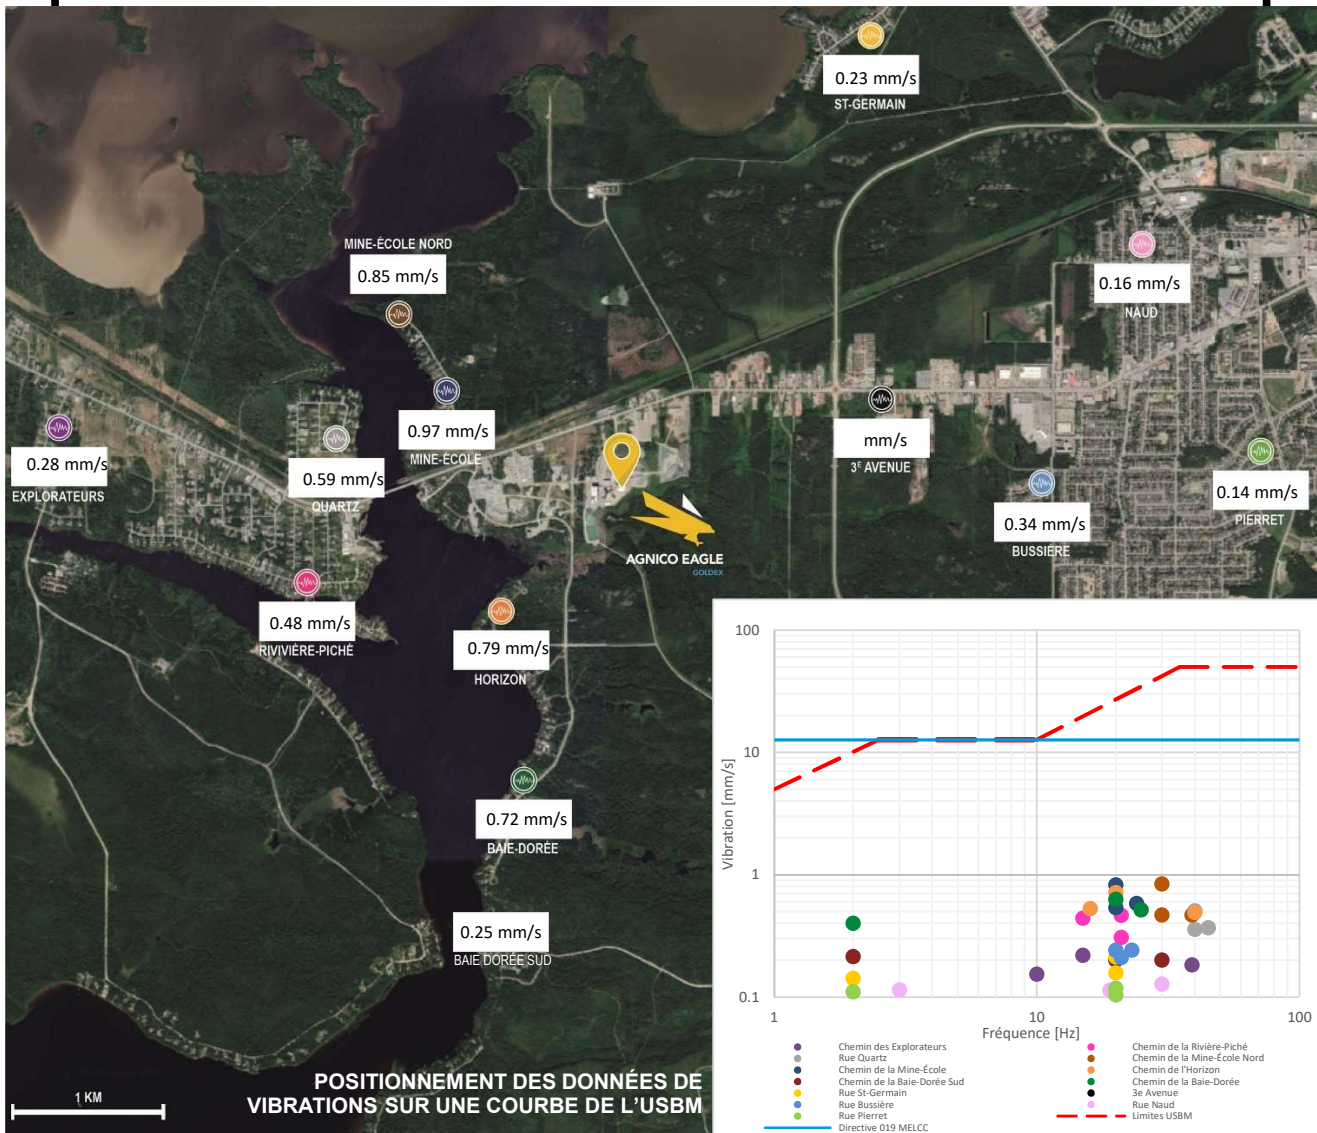 0.23 mm/s
ST-GERMAIN
MINE-ÉCOLE NORD
0.85 mm/s
0.16 mm/s
NAUD
0.97 mm/s
MINE-ÉCOLE
mm/s
3E AVENUE
0.28 mm/s
EXPLORATEURS
0.59 mm/s
QUARTZ
0.14 mm/s
PIERRET
0.34 mm/s
BUSSIÈRE
AGNICO EAGLE
GOLDEX
0.48 mm/s
RIVIVIÈRE-PICHÉ
0.79 mm/s
HORIZON
0.72 mm/s
BAIE-DORÉE
0.25 mm/s
BAIE DORÉE SUD
POSITIONNEMENT DES DONNÉES DE
VIBRATIONS SUR UNE COURBE DE L'USBM
1 KM
100
10
1
0.1
Vibration [mm/s]
1
10
100
Fréquence [Hz]
Chemin des Explorateurs
Chemin de la Rivière-Piché
Rue Quartz
Chemin de la Mine-École Nord
Chemin de la Mine-École
Chemin de l'Horizon
Chemin de la Baie-Dorée Sud
Chemin de la Baie-Dorée
Rue St-Germain
3e Avenue
Rue Bussière
Rue Naud
Rue Pierret
Limites USBM
Directive 019 MELCC